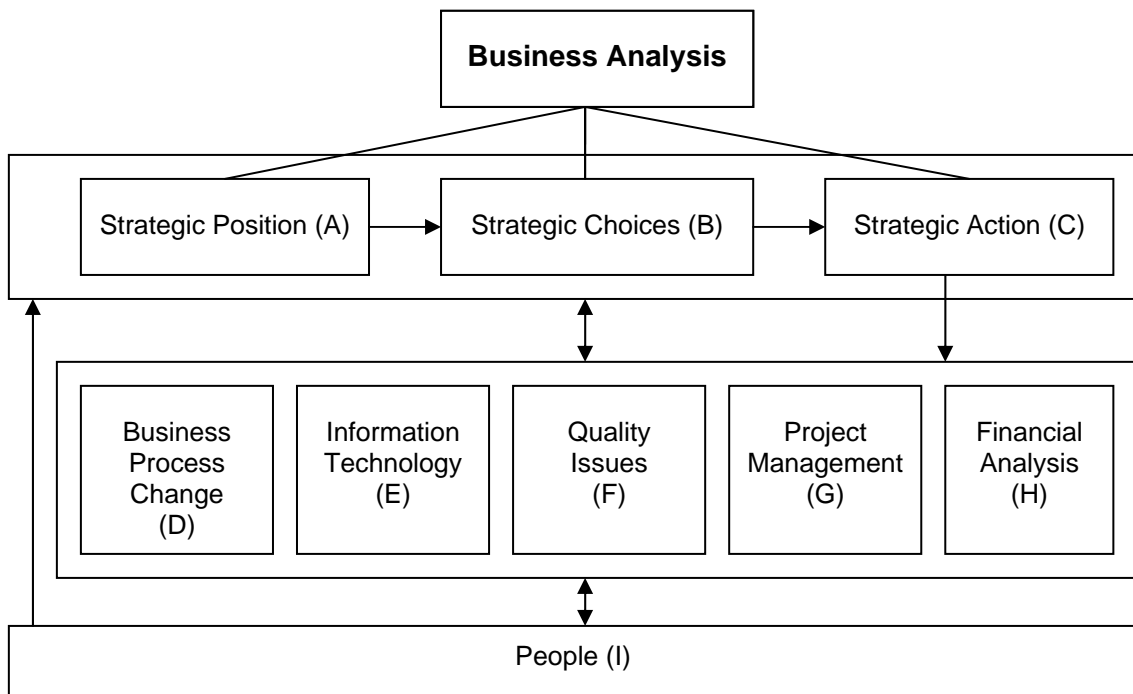 Business Analysis
Strategic Position (A)
Strategic Choices (B)
Strategic Action (C)
Business
Process
Change
(D)
Information
Technology
(E)
Quality
Issues
(F)
Project
Management
(G)
Financial
Analysis
(H)
People (I)